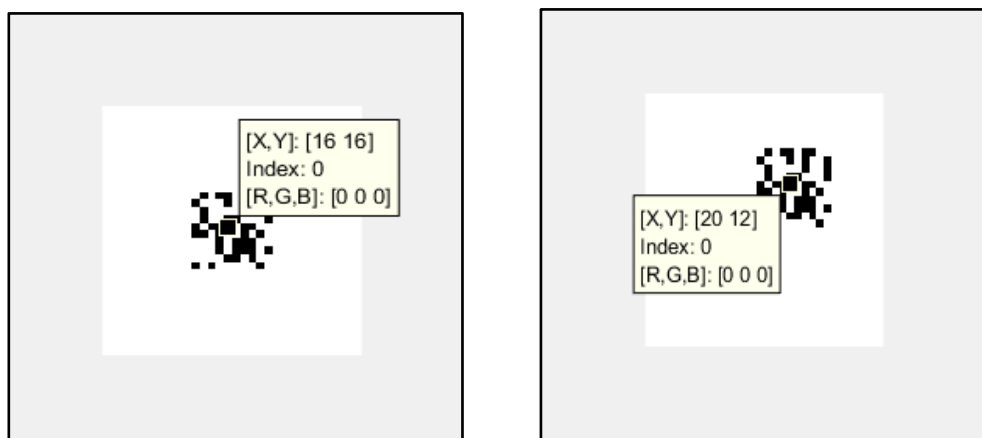 [X,Y]: [16 16]
Index: 0
[R,G,B]: [0 0 0]
[X,Y]: [20 12]
Index: 0
[R,G,B]: [0 0 0]